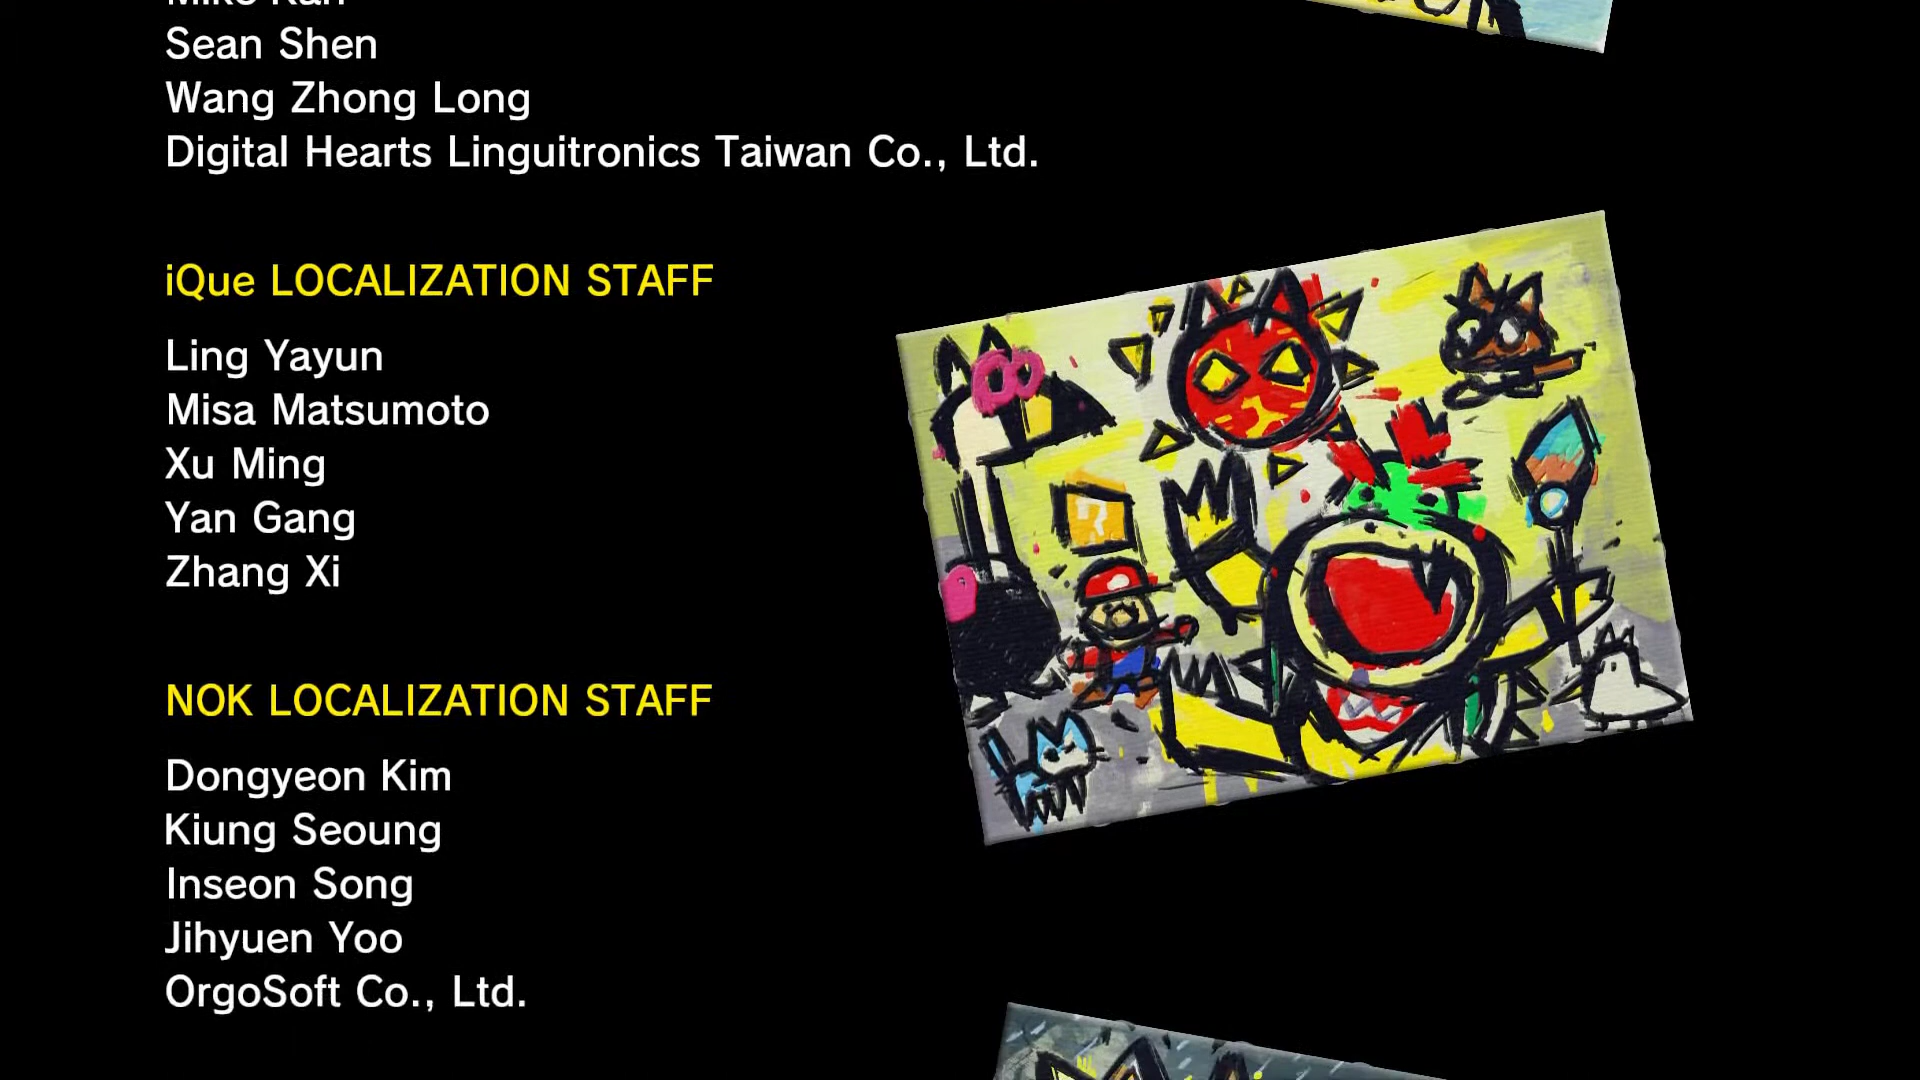 Sean Shen
Wang Zhong Long
Digital Hearts Linguitronics Taiwan Co., Ltd.
iQue LOCALIZATION STAFF
Ling Yayun
Misa Matsumoto
Xu Ming
Yan Gang
Zhang Xi
NOK LOCALIZATION STAFF
Dongyeon Kim
Kiung Seoung
Inseon Song
Jihyuen Yoo
OrgoSoft Co., Ltd.